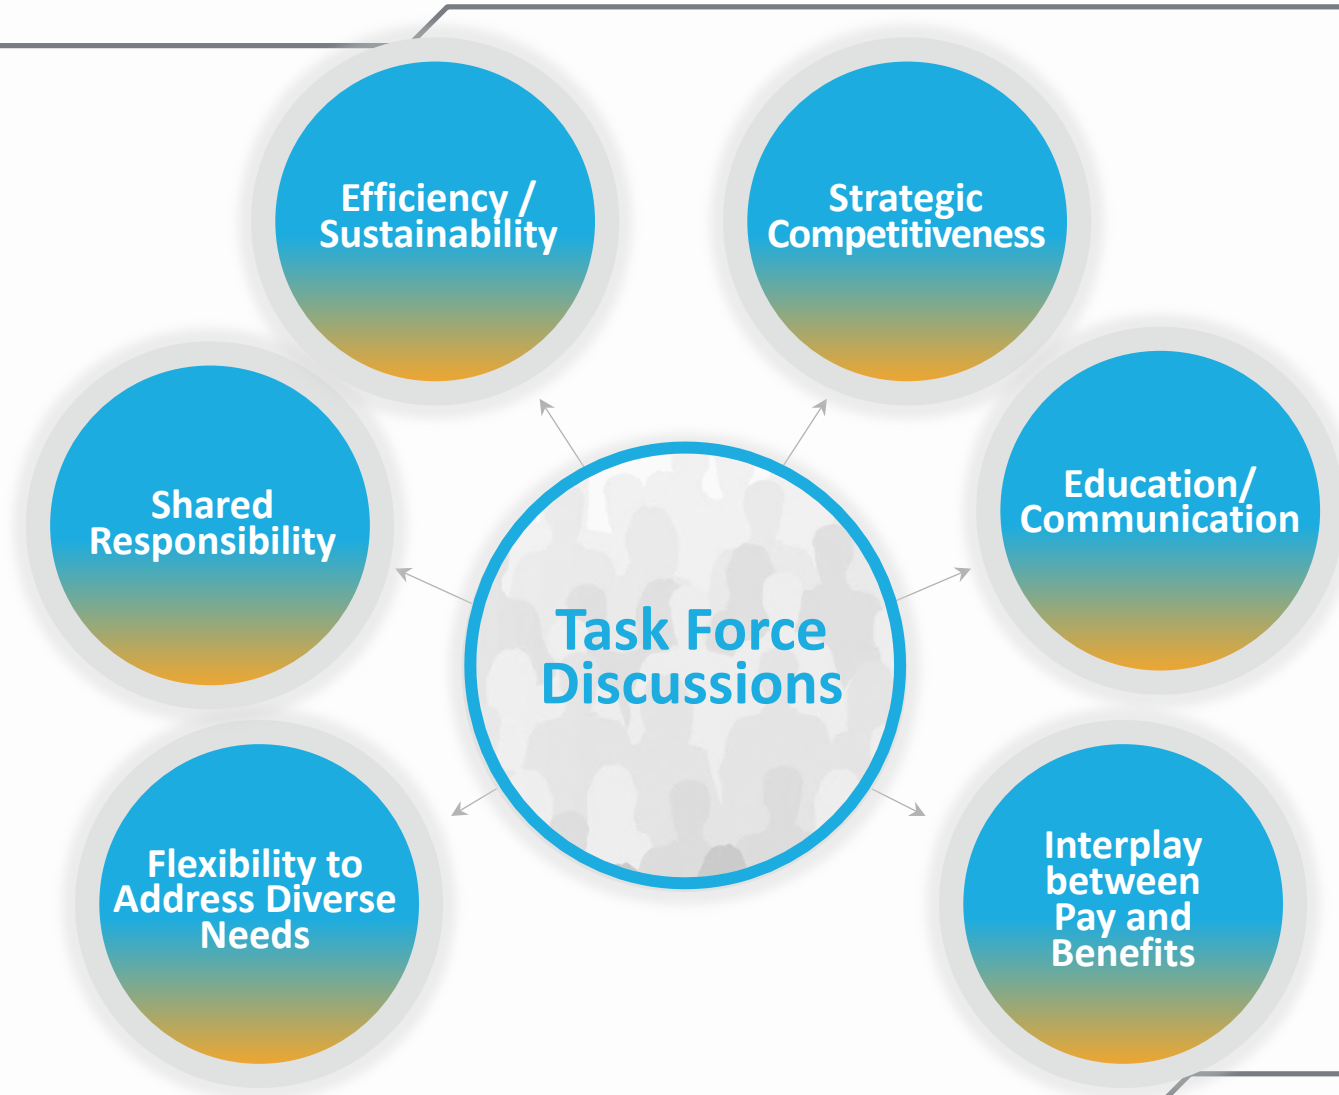 Efficiency /
Sustainability
Strategic
Competitiveness
Shared
Responsibility
Education/
Communication
Task Force
Discussions
Flexibility to
Address Diverse
Needs
Interplay
between
Pay and
Benefits